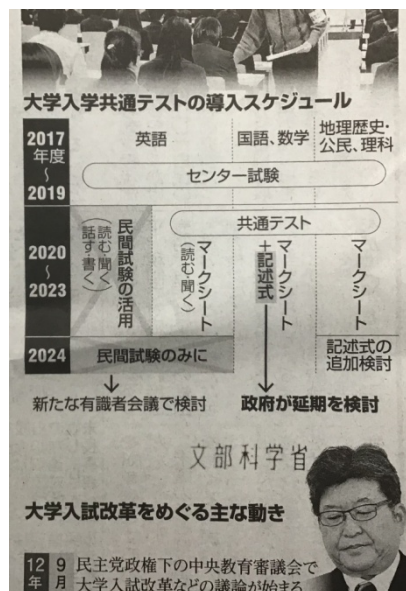 大学入学共通テストの導入スケジュール
2017
年度
〜
2019
英語
国語、数学
地理歴史・
公民、理科
センター試験
2020
〜
2023
共通テスト
民間試験の活用
(読む・聞く
話す・書く)
マークシート
(読む・聞く)
マークシート
+記述式
マークシート
2024
民間試験のみに
記述式の
追加検討
新たな有識者会議で検討
政府が延期を検討
文部科学省
大学入試改革をめぐる主な動き
12年
9月
民主党政権下の中央教育審議会で
大学入試改革などの議論が始まる